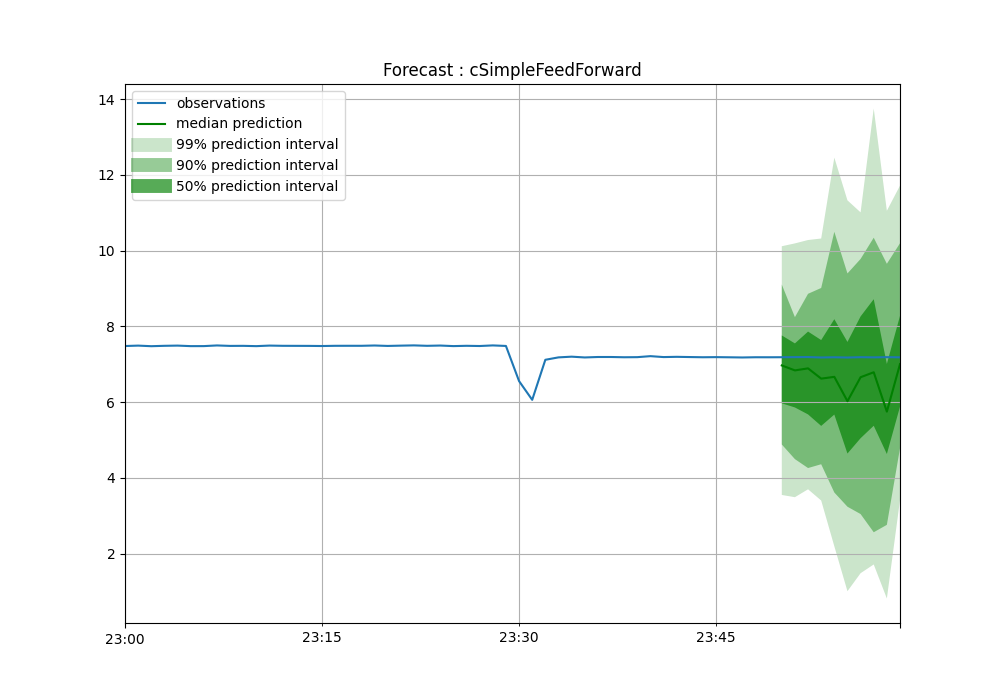 Forecast : cSimpleFeedForward
observations
median prediction
99% prediction interval
90% prediction interval
50% prediction interval
14
12
10
8
6
4
2
23:00
23:15
23:30
23:45